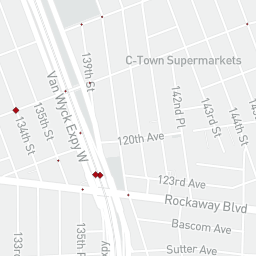 139th St
C-Town Supermarkets
Van Wyck Expy W
142nd Pl
143rd St
144th St
135th St
134th St
120th Ave
123rd Ave
Rockaway Blvd
135th
Bascom Ave
Sutter Ave